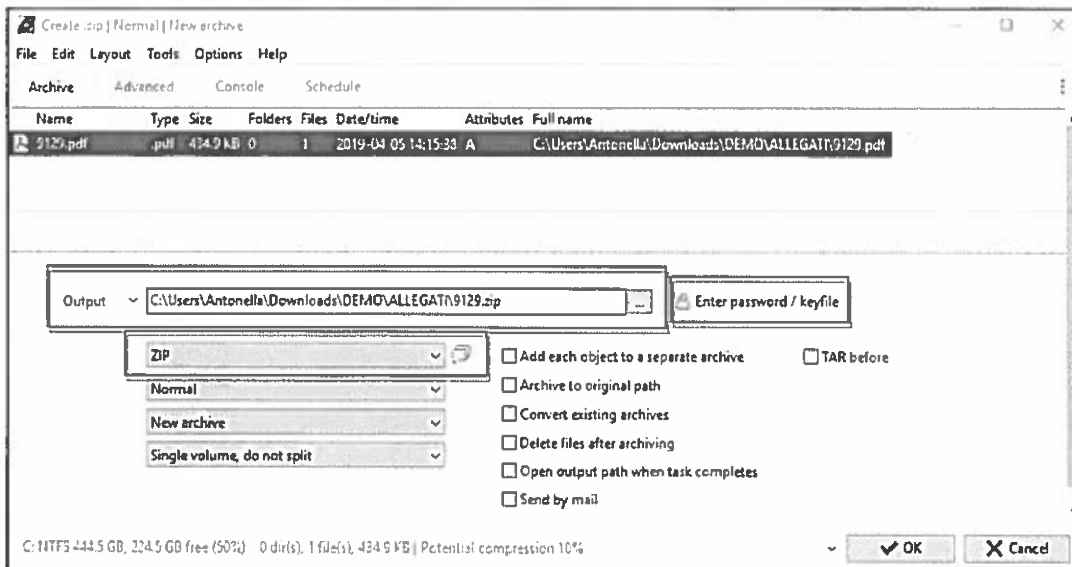 Create .zip | Normal | New archive
File Edit Layout Tools Options Help
Archive Advanced Console Schedule
Name Type Size Folders Files Date/time Attributes Full name
9129.pdf .pdf 434.9 kB 0 1 2019-04-05 14:15:33 A C:\Users\Antonella\Downloads\DEMO\ALLEGATI\9129.pdf
Output C:\Users\Antonella\Downloads\DEMO\ALLEGATI\9129.zip ... Enter password / keyfile
ZIP Add each object to a separate archive TAR before
Normal Archive to original path
New archive Convert existing archives
Delete files after archiving
Single volume, do not split
Open output path when task completes
Send by mail
C: NTFS 444.5 GB, 224.5 GB free (50%) 0 dir(s), 1 file(s), 434.9 KB | Potential compression 10% OK Cancel